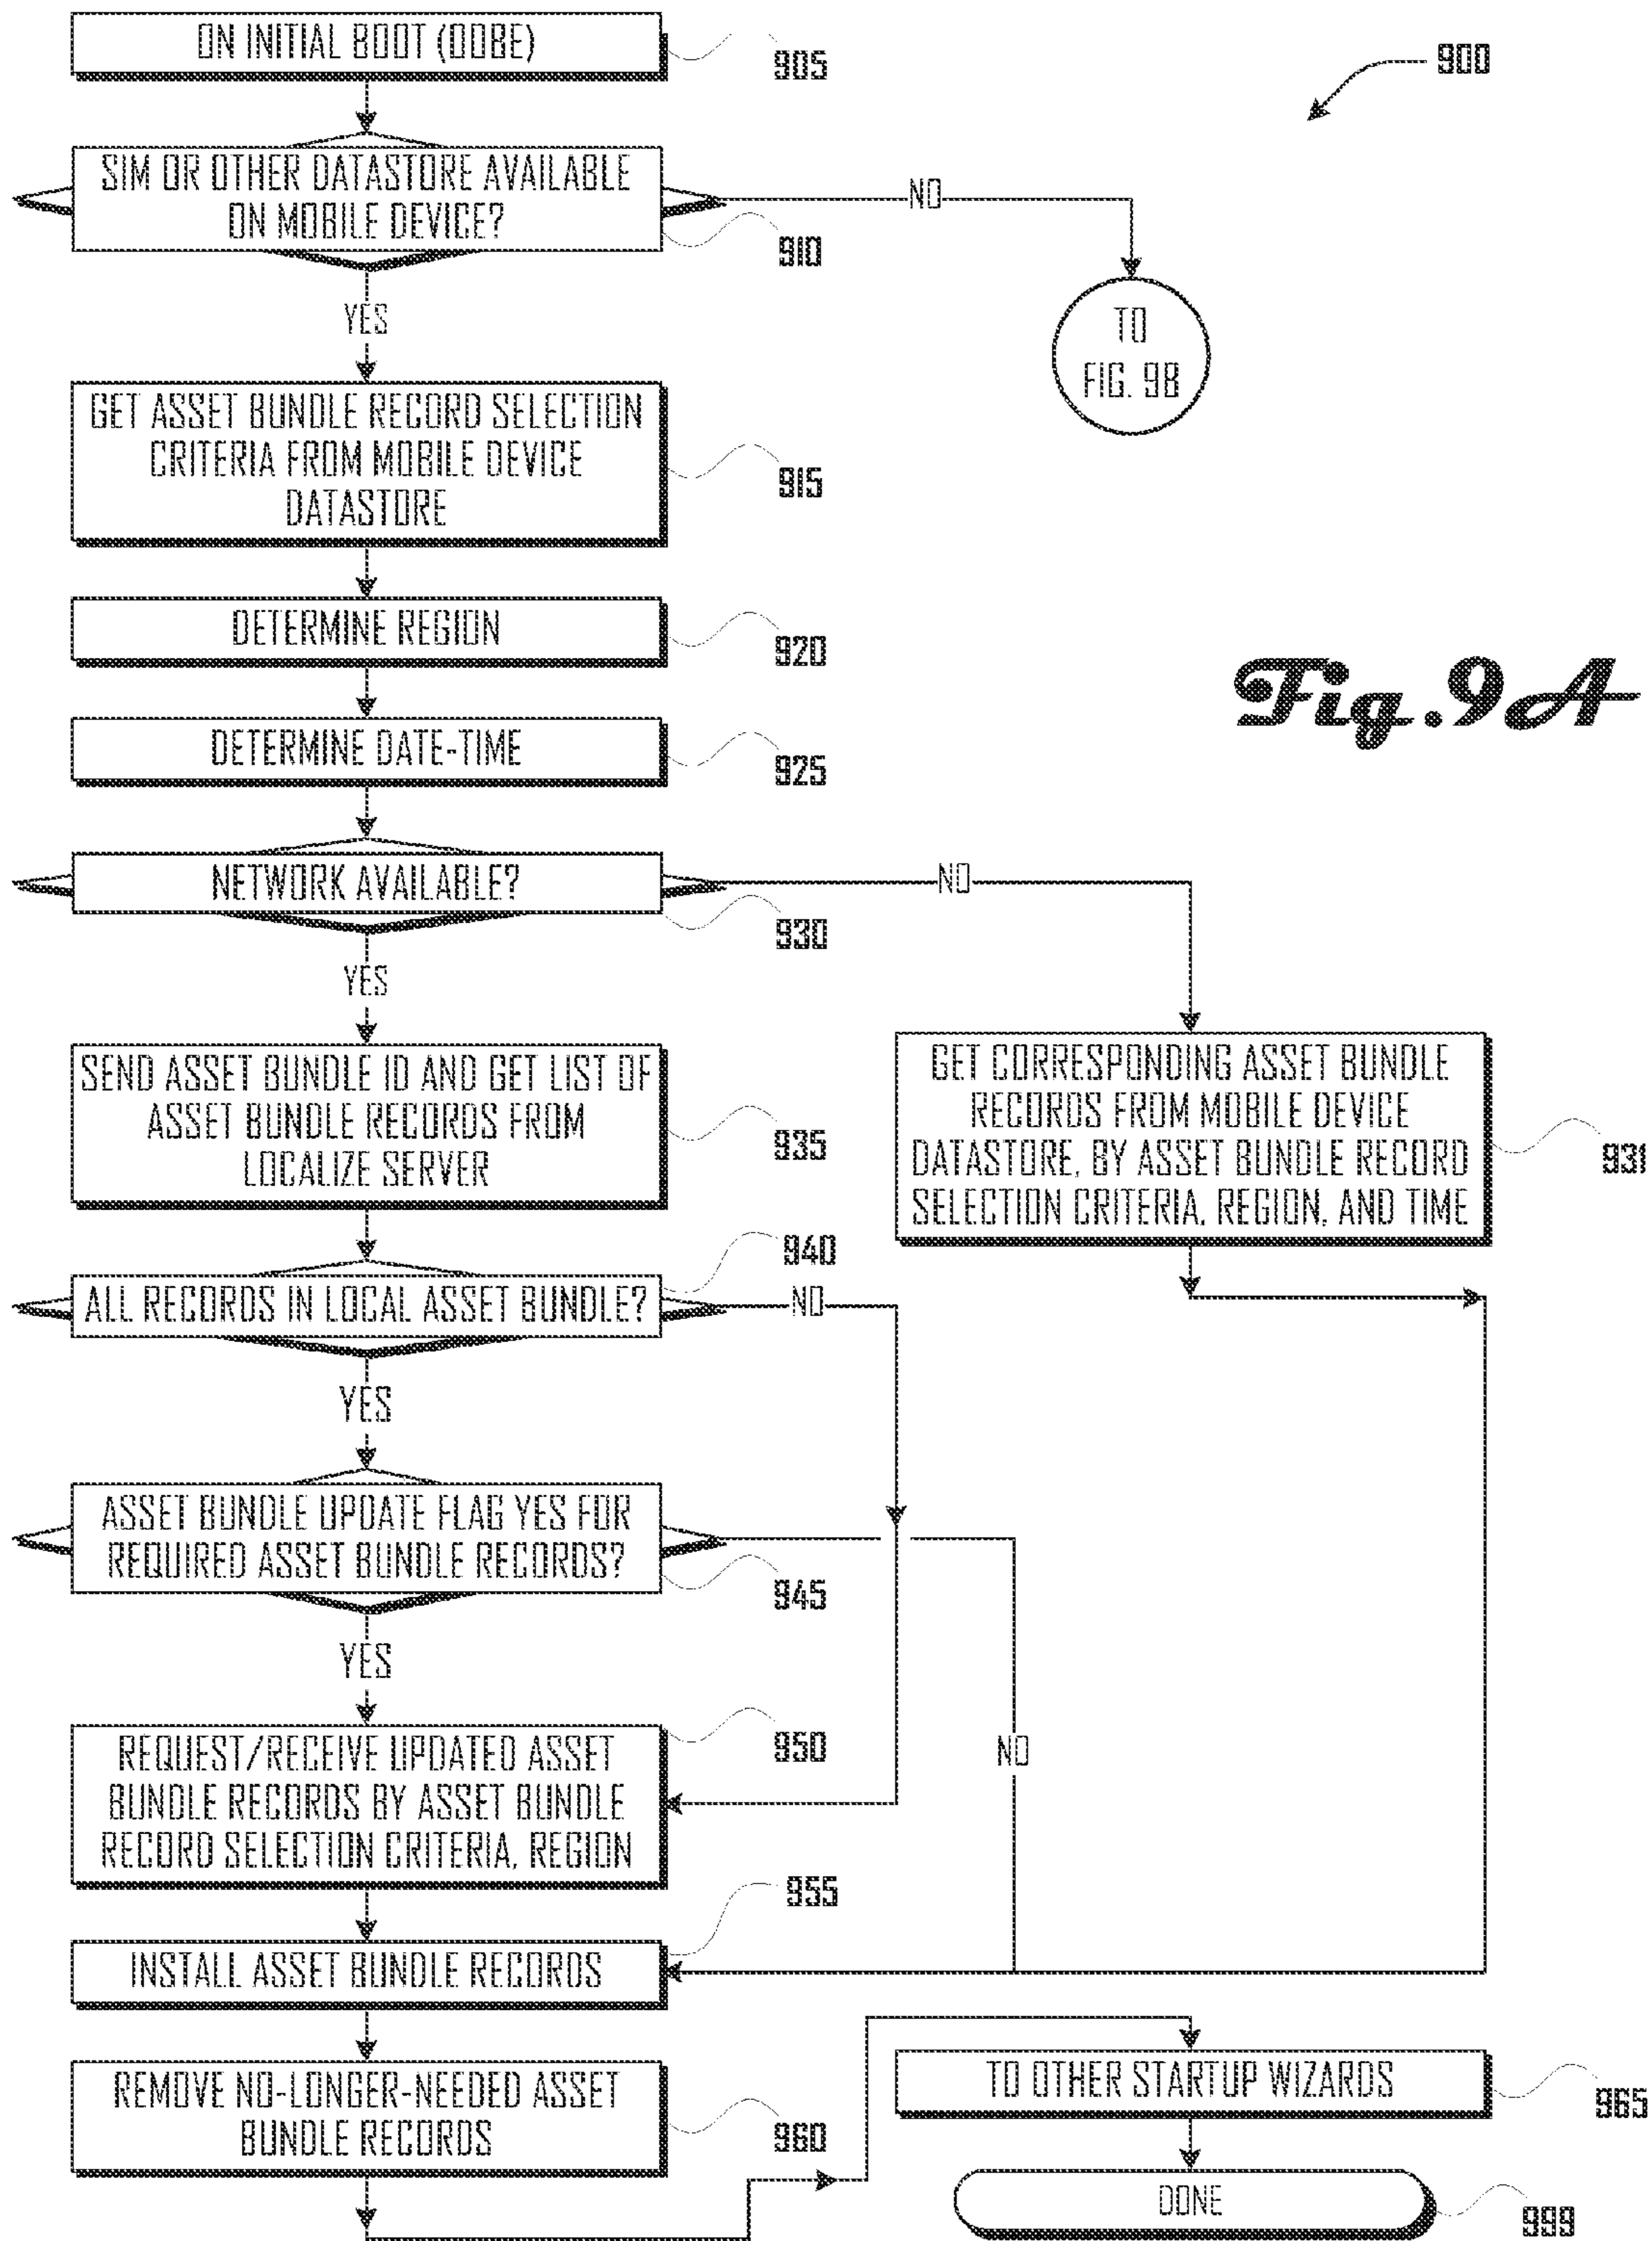 ON INITIAL BOOT (OOBE)
905
900
SIM OR OTHER DATASTORE AVAILABLE
ON MOBILE DEVICE?
NO
910
YES
TO
FIG. 9B
GET ASSET BUNDLE RECORD SELECTION
CRITERIA FROM MOBILE DEVICE
DATASTORE
915
DETERMINE REGION
920
Fig.9A
DETERMINE DATE-TIME
925
NETWORK AVAILABLE?
NO
930
YES
SEND ASSET BUNDLE ID AND GET LIST OF
ASSET BUNDLE RECORDS FROM
LOCALIZE SERVER
935
GET CORRESPONDING ASSET BUNDLE
RECORDS FROM MOBILE DEVICE
DATASTORE, BY ASSET BUNDLE RECORD
SELECTION CRITERIA, REGION, AND TIME
931
940
ALL RECORDS IN LOCAL ASSET BUNDLE?
NO
YES
ASSET BUNDLE UPDATE FLAG YES FOR
REQUIRED ASSET BUNDLE RECORDS?
945
YES
NO
REQUEST/RECEIVE UPDATED ASSET
BUNDLE RECORDS BY ASSET BUNDLE
RECORD SELECTION CRITERIA, REGION
950
955
INSTALL ASSET BUNDLE RECORDS
REMOVE NO-LONGER-NEEDED ASSET
BUNDLE RECORDS
960
TO OTHER STARTUP WIZARDS
965
DONE
999